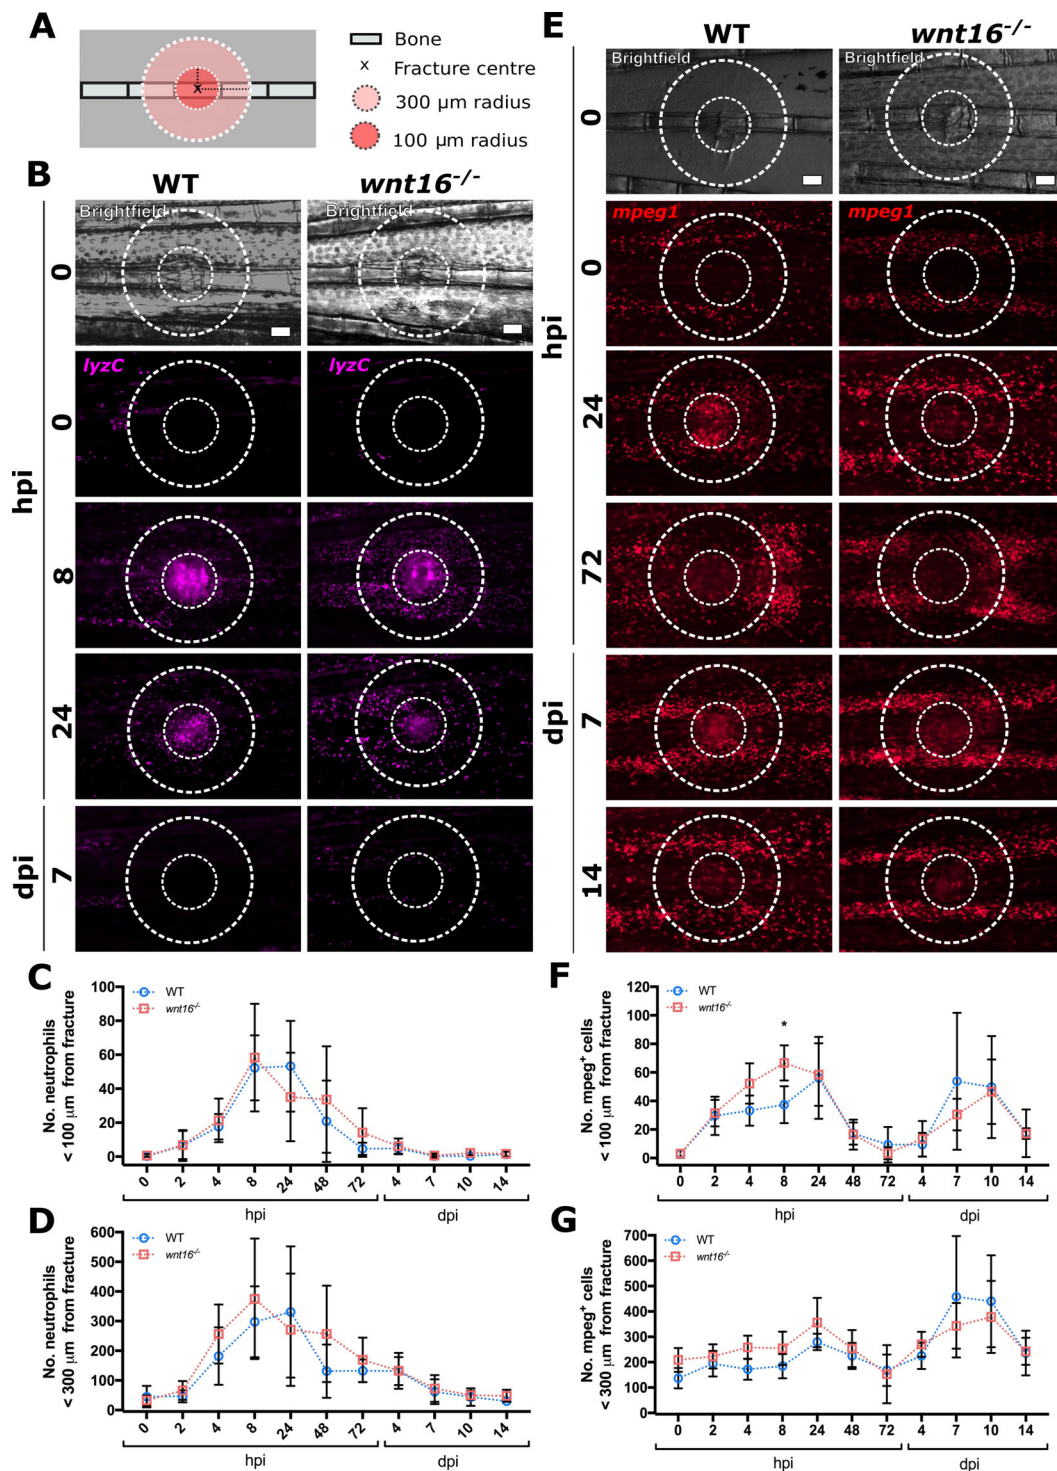 A
Bone
x Fracture centre
300 µm radius
100 µm radius
B
WT wnt16-/-
hpi
0
Brightfield Brightfield
0
lyzC lyzC
8
24
dpi
7
C
No. neutrophils
< 100 µm from fracture
WT
wnt16-/-
100
80
60
40
20
0
0 2 4 8 24 48 72 4 7 10 14
hpi dpi
D
No. neutrophils
< 300 µm from fracture
WT
wnt16-/-
600
500
400
300
200
100
0
0 2 4 8 24 48 72 4 7 10 14
hpi dpi
E
WT wnt16-/-
hpi
0
Brightfield Brightfield
0
mpeg1 mpeg1
24
72
dpi
7
14
F
No. mpeg+ cells
< 100 µm from fracture
WT
wnt16-/-
*
120
100
80
60
40
20
0
0 2 4 8 24 48 72 4 7 10 14
hpi dpi
G
No. mpeg+ cells
< 300 µm from fracture
WT
wnt16-/-
700
600
500
400
300
200
100
0
0 2 4 8 24 48 72 4 7 10 14
hpi dpi